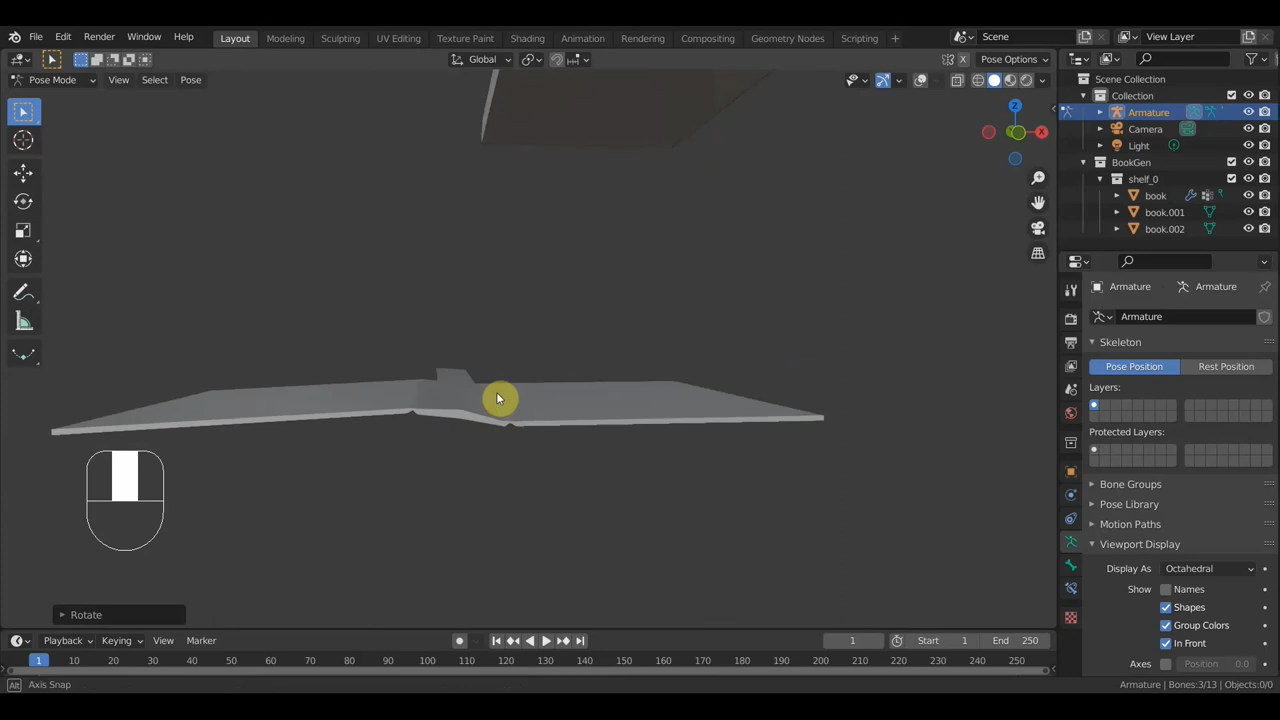 File Edit Render Window Help Layout Modeling Sculpting UV Editing Texture Paint Shading Animation Rendering Compositing Geometry Nodes Scripting + Scene View Layer
Global X Pose Options
Pose Mode View Select Pose
Scene Collection
Collection
Armature
Camera
Light
BookGen
shelf_0
book
book.001
book.002
Z
X
Armature Armature
Armature
Skeleton
Pose Position Rest Position
Layers:
Protected Layers:
Bone Groups
Pose Library
Motion Paths
Viewport Display
Display As Octahedral
Show Names
Shapes
Group Colors
In Front
Axes Position 0.0
Rotate
Playback Keying View Marker 1 Start 1 End 250
1 10 20 30 40 50 60 70 80 90 100 110 120 130 140 150 160 170 180 190 200 210 220 230 240 250
Alt Axis Snap Armature | Bones:3/13 | Objects:0/0